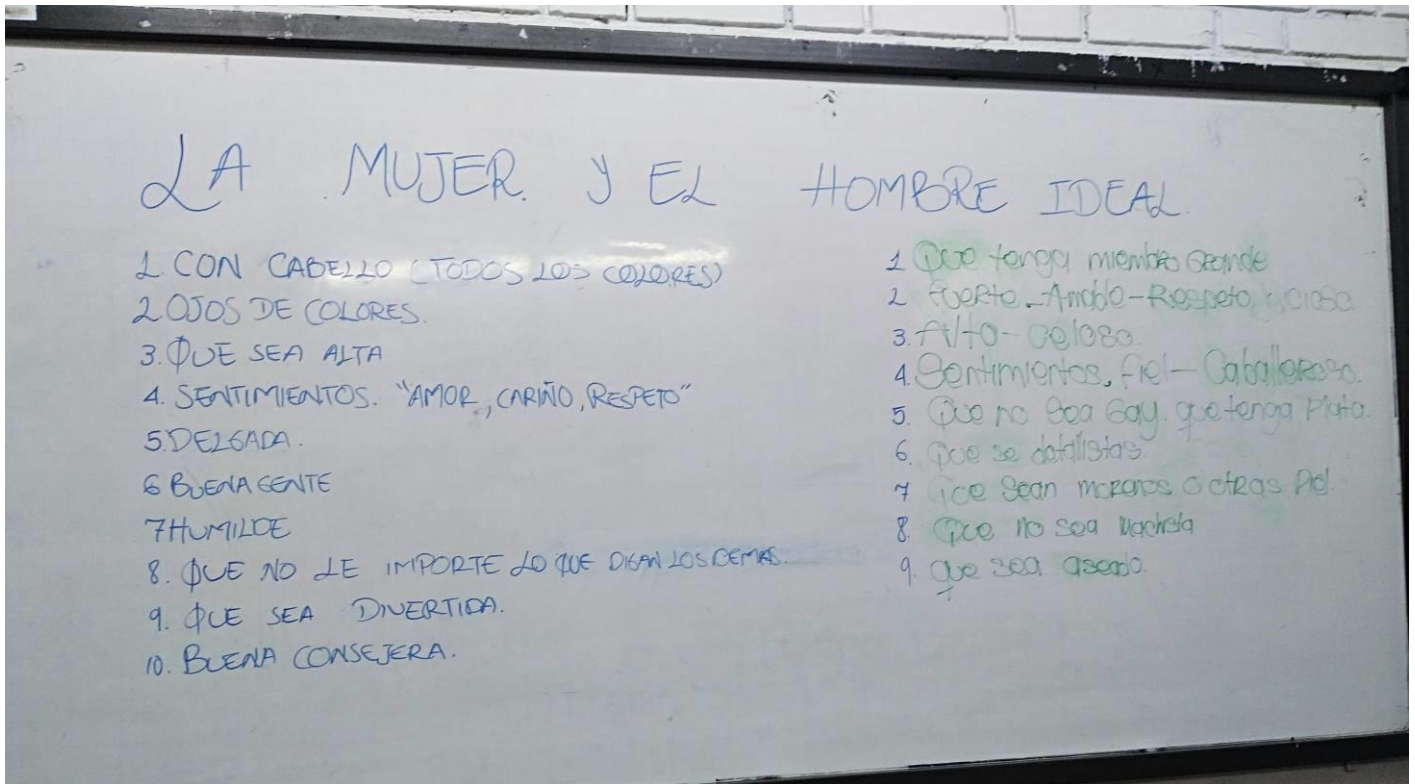 LA MUJER. Y EL HOMBRE IDEAL.
1. CON CABELLO (TODOS LOS COLORES)
2 OJOS DE COLORES.
3. QUE SEA ALTA
4. SENTIMIENTOS. "AMOR, CARIÑO, RESPETO"
5 DELGADA.
6 BUENA GENTE
7 HUMILDE
8. QUE NO LE IMPORTE LO QUE DIGAN LOS DEMAS.
9. QUE SEA DIVERTIDA.
10. BUENA CONSEJERA.
1 Que tenga miembro Grande
2 Fuerte - Amable - Respeto
3. Alto - Celoso.
4. Sentimientos, fiel - Caballeroso.
5. Que no sea Gay. que tenga Plata.
6. Que se detallistas.
7 Que Sean morenos o otras Piel.
8. Que no sea Machista
9. que sea aseado.